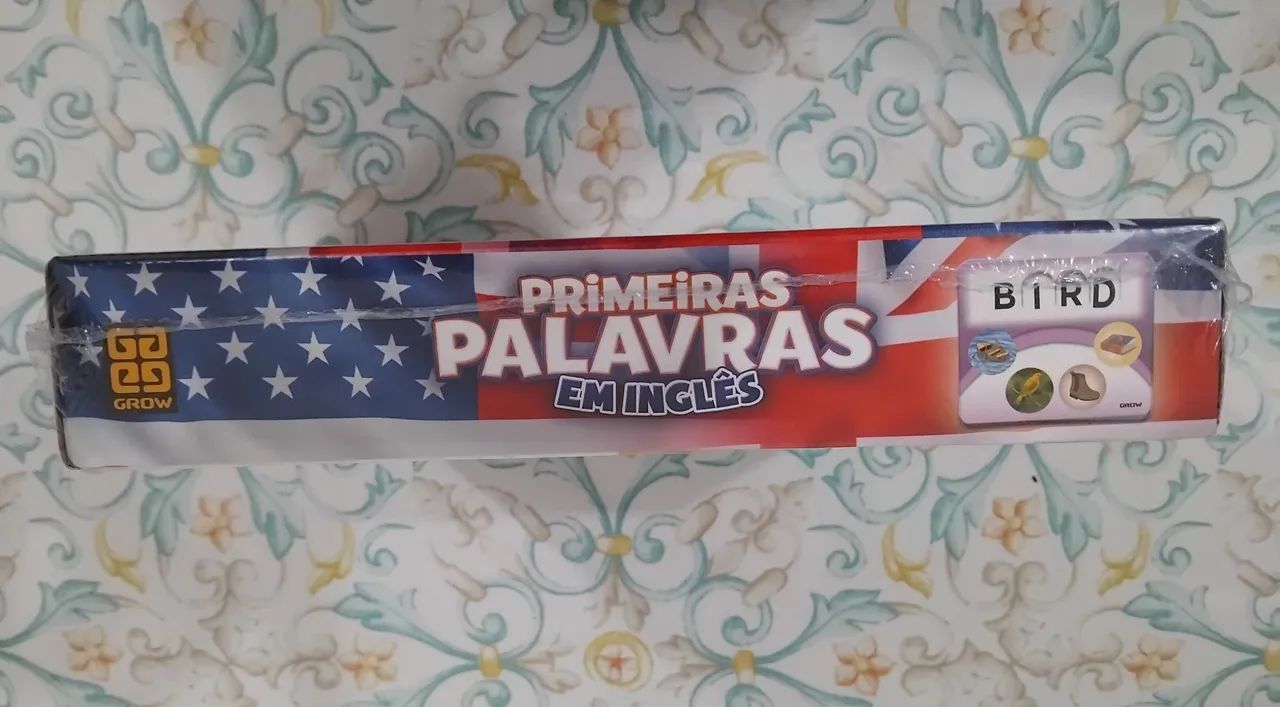 PRiMEiRAS
PALAVRAS
EM INGLÊS
GROW
BIRD
GROW